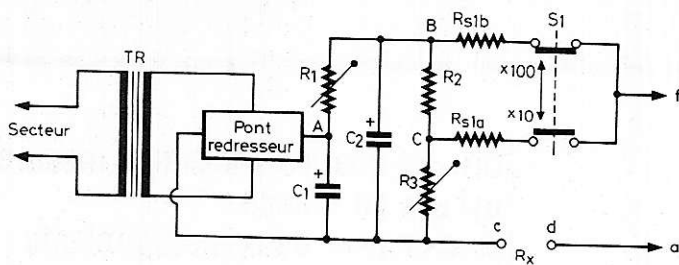 TR
Secteur
Pont
redresseur
A
R1
+
C1
+
C2
B
R2
C
R3
Rs1b
Rs1a
S1
x100
x10
f
c
d
Rx
a